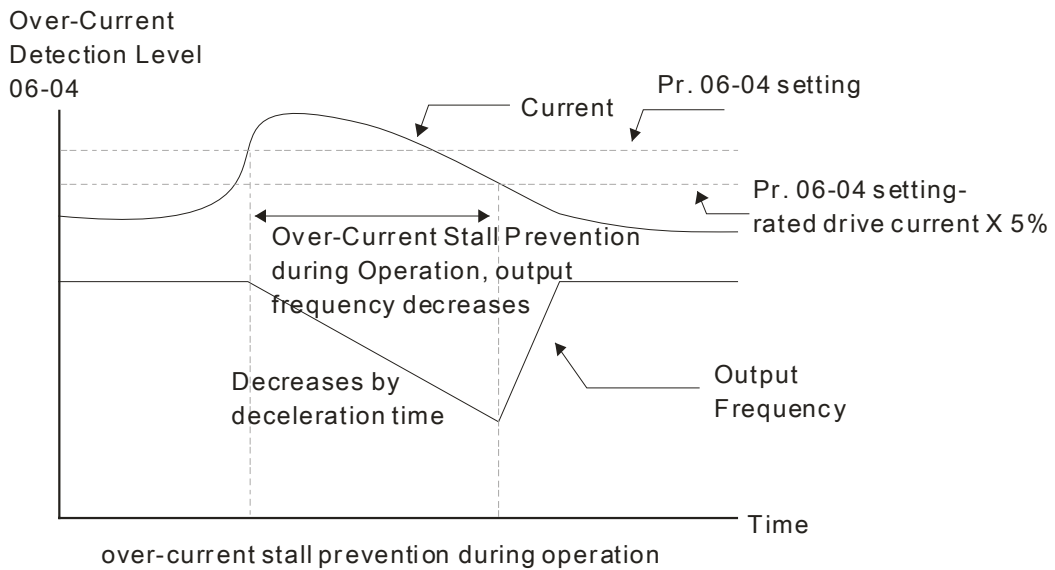 Over-Current
Detection Level
06-04
Pr. 06-04 setting
Current
Pr. 06-04 setting-
rated drive current X 5%
Over-Current Stall Prevention
during Operation, output
frequency decreases
Decreases by
deceleration time
Output
Frequency
Time
over-current stall prevention during operation